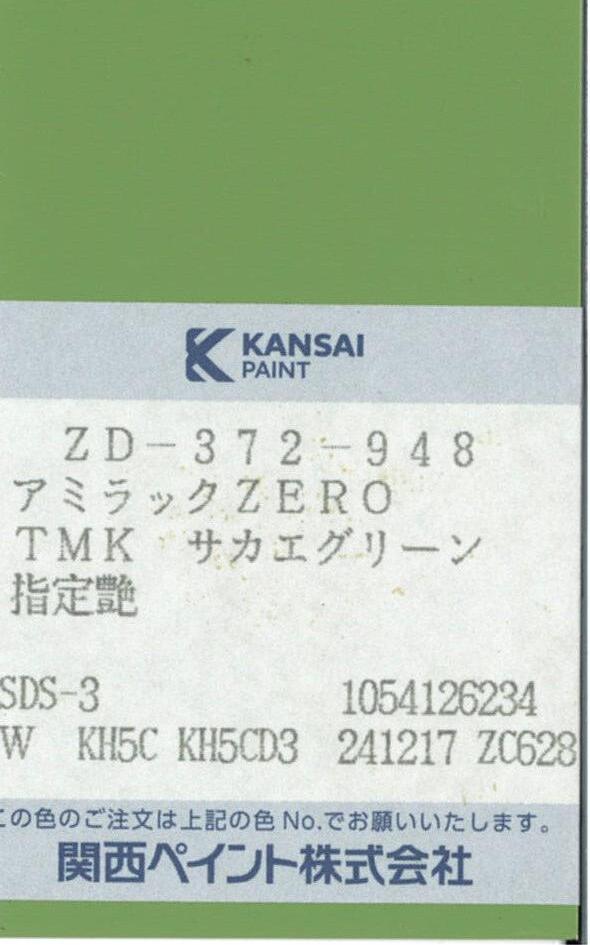 KANSAI
PAINT
ZD-372-948
アミラックZERO
TMK サカエグリーン
指定艶
SDS-3 1054126234
W KH5C KH5CD3 241217 ZC628
この色のご注文は上記の色No.でお願いいたします。
関西ペイント株式会社